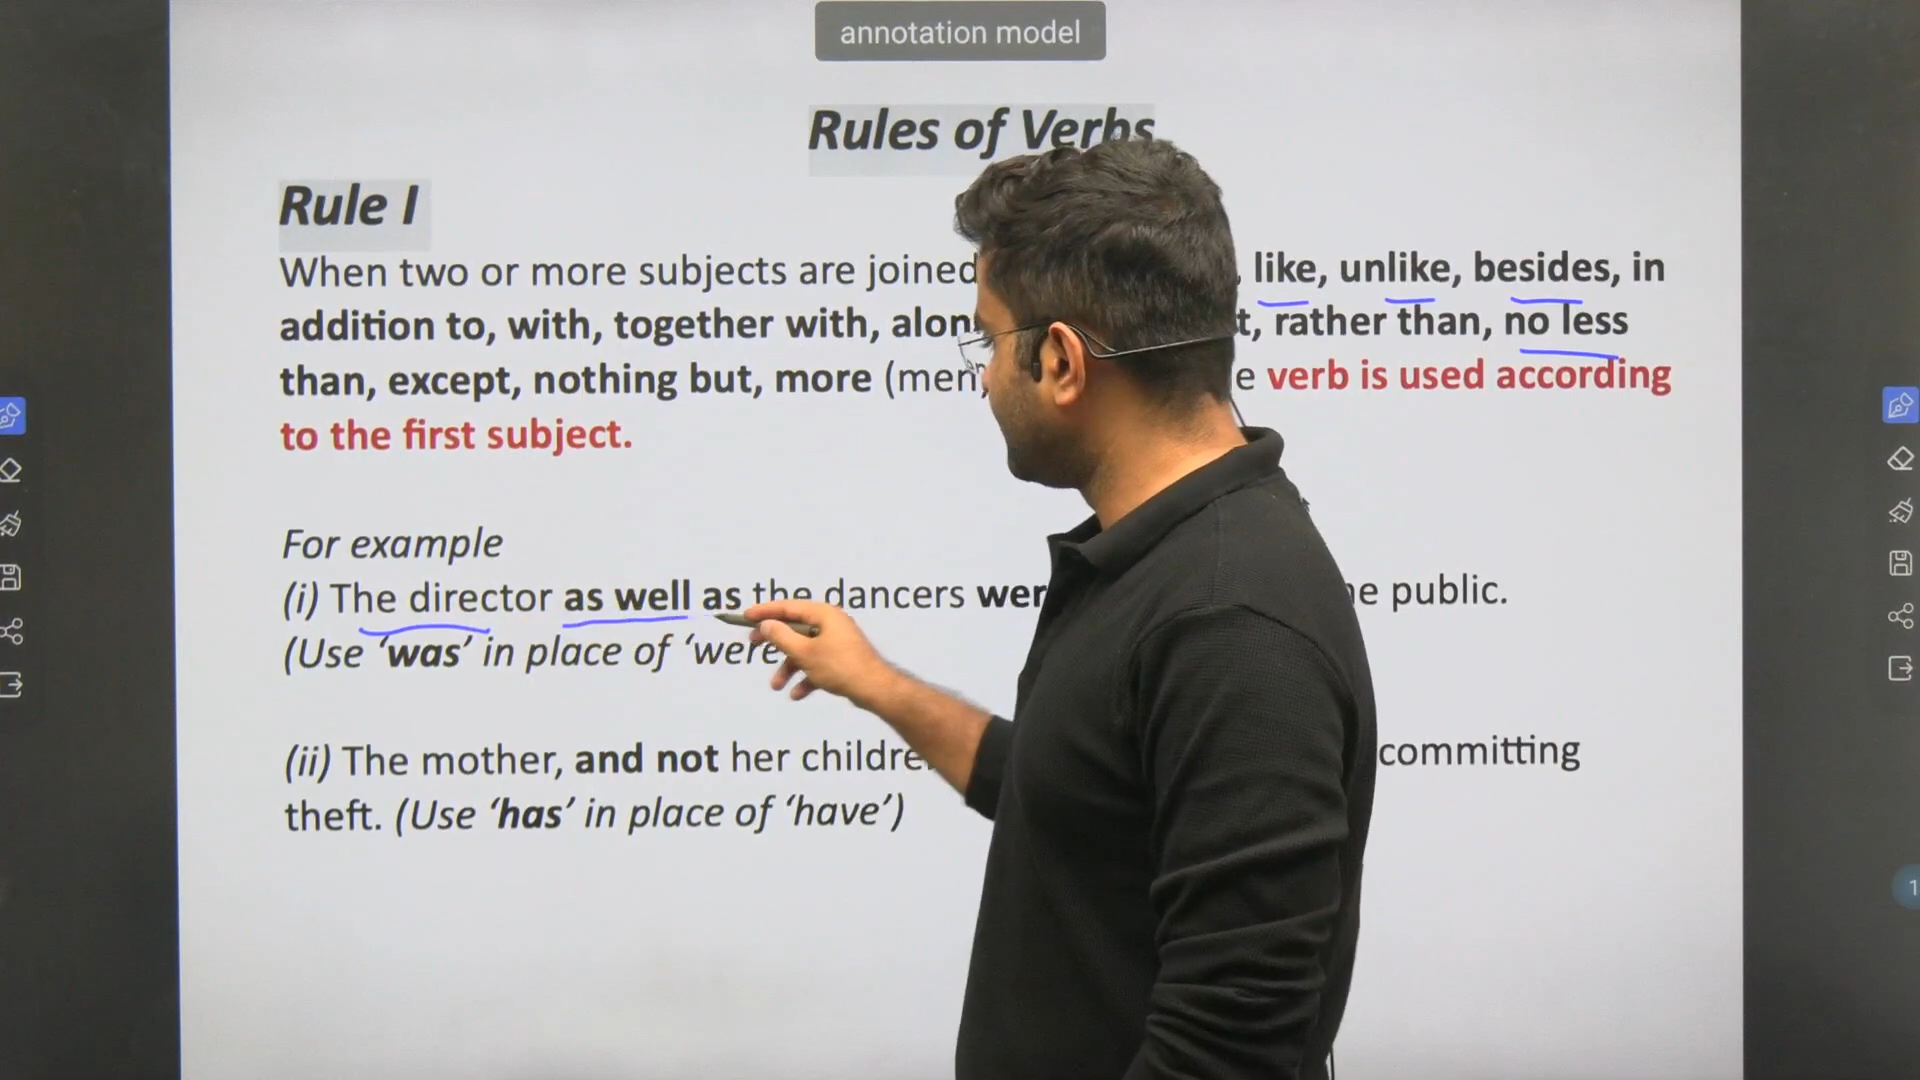 annotation model
Rules of Verbs
Rule I
When two or more subjects are joined like, unlike, besides, in
addition to, with, together with, rather than, no less
than, except, nothing but, more verb is used according
to the first subject.
For example
(i) The director as well as the dancers public.
(Use ‘was’ in place of ‘were
(ii) The mother, and not her committing
theft. (Use ‘has’ in place of ‘have’)
1